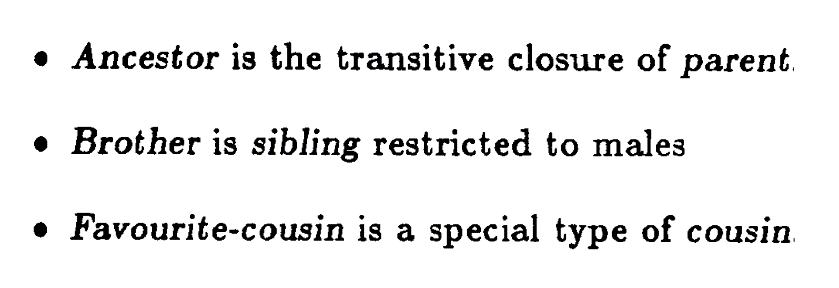 • Ancestor is the transitive closure of parent.
• Brother is sibling restricted to males
• Favourite-cousin is a special type of cousin.